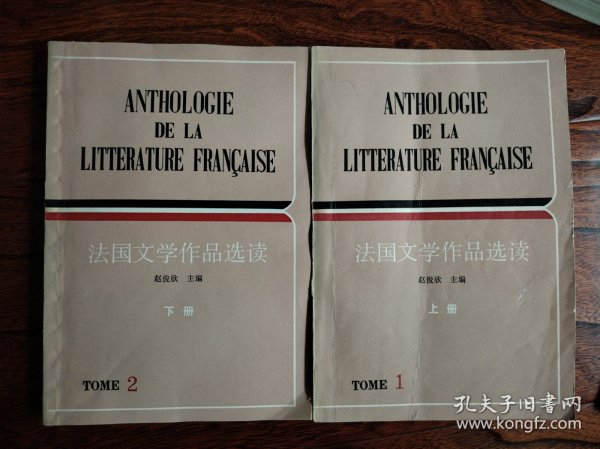 ANTHOLOGIE
DE LA
LITTERATURE FRANÇAISE
法国文学作品选读
赵俊欣 主编
下册
TOME 2
ANTHOLOGIE
DE LA
LITTERATURE FRANÇAISE
法国文学作品选读
赵俊欣 主编
上册
TOME 1
孔夫子旧书网
www.kongfz.com